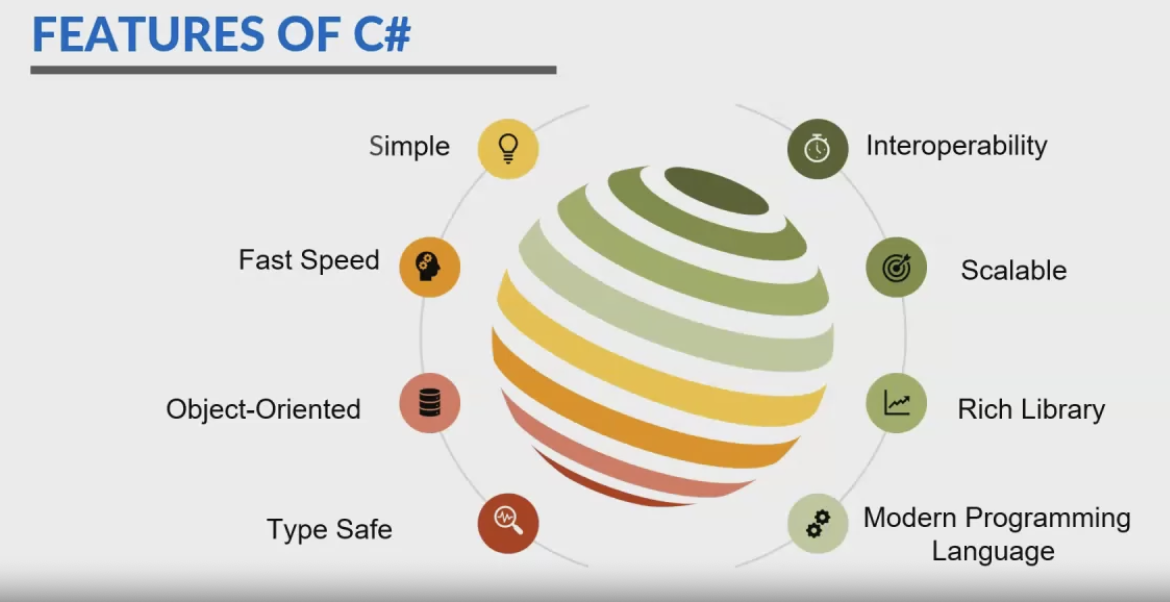 FEATURES OF C#
Simple
Interoperability
Fast Speed
Scalable
Object-Oriented
Rich Library
Type Safe
Modern Programming
Language